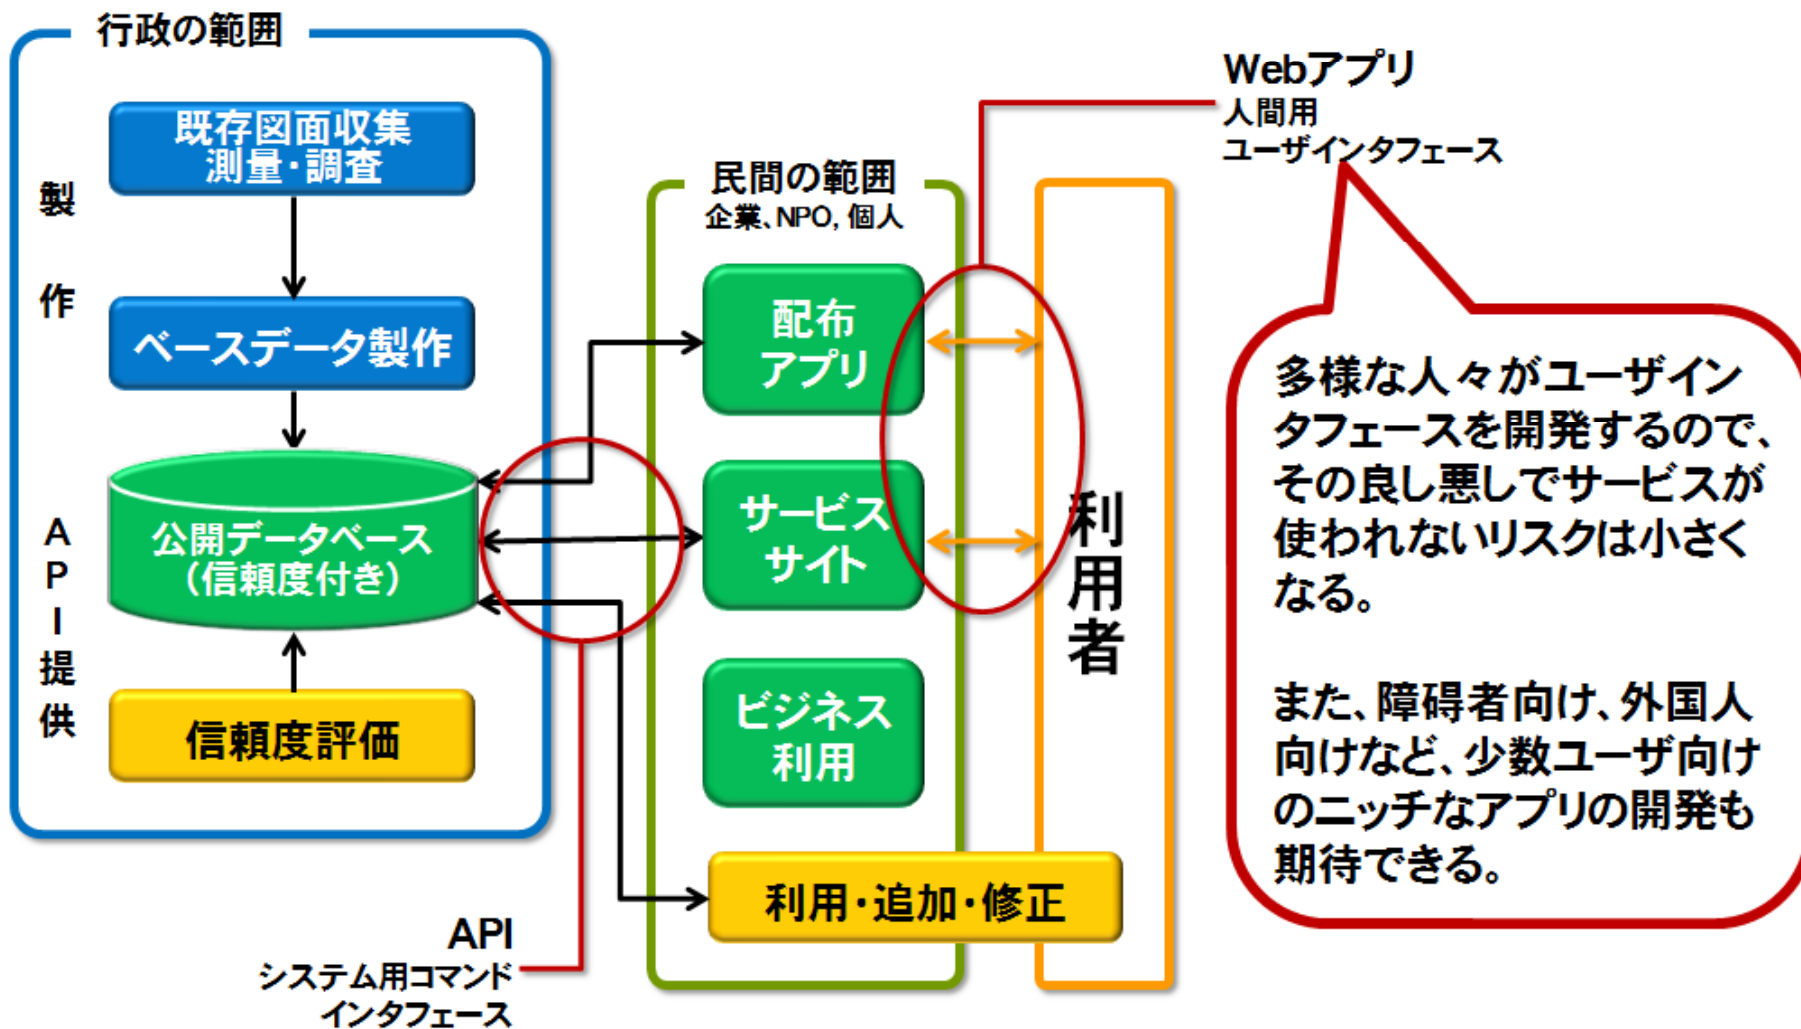 行政の範囲
既存図面収集
測量・調査
製作
ベースデータ製作
公開データベース
（信頼度付き）
API提供
信頼度評価
API
システム用コマンド
インタフェース
民間の範囲
企業、NPO, 個人
配布
アプリ
サービス
サイト
ビジネス
利用
利用・追加・修正
利用者
Webアプリ
人間用
ユーザインタフェース
多様な人々がユーザイン
タフェースを開発するので、
その良し悪しでサービスが
使われないリスクは小さく
なる。
また、障碍者向け、外国人
向けなど、少数ユーザ向け
のニッチなアプリの開発も
期待できる。